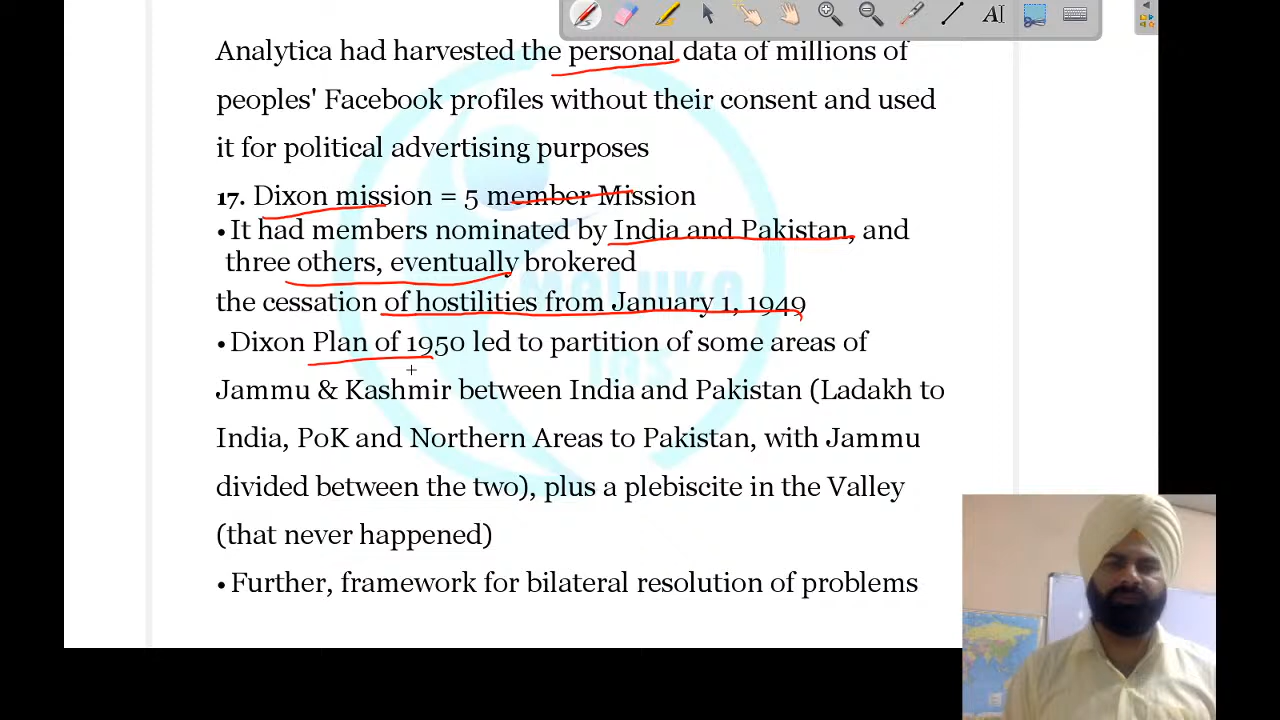 Analytica had harvested the personal data of millions of
peoples' Facebook profiles without their consent and used
it for political advertising purposes
17. Dixon mission = 5 member Mission
• It had members nominated by India and Pakistan, and
three others, eventually brokered
the cessation of hostilities from January 1, 1949
• Dixon Plan of 1950 led to partition of some areas of
Jammu & Kashmir between India and Pakistan (Ladakh to
India, PoK and Northern Areas to Pakistan, with Jammu
divided between the two), plus a plebiscite in the Valley
(that never happened)
• Further, framework for bilateral resolution of problems